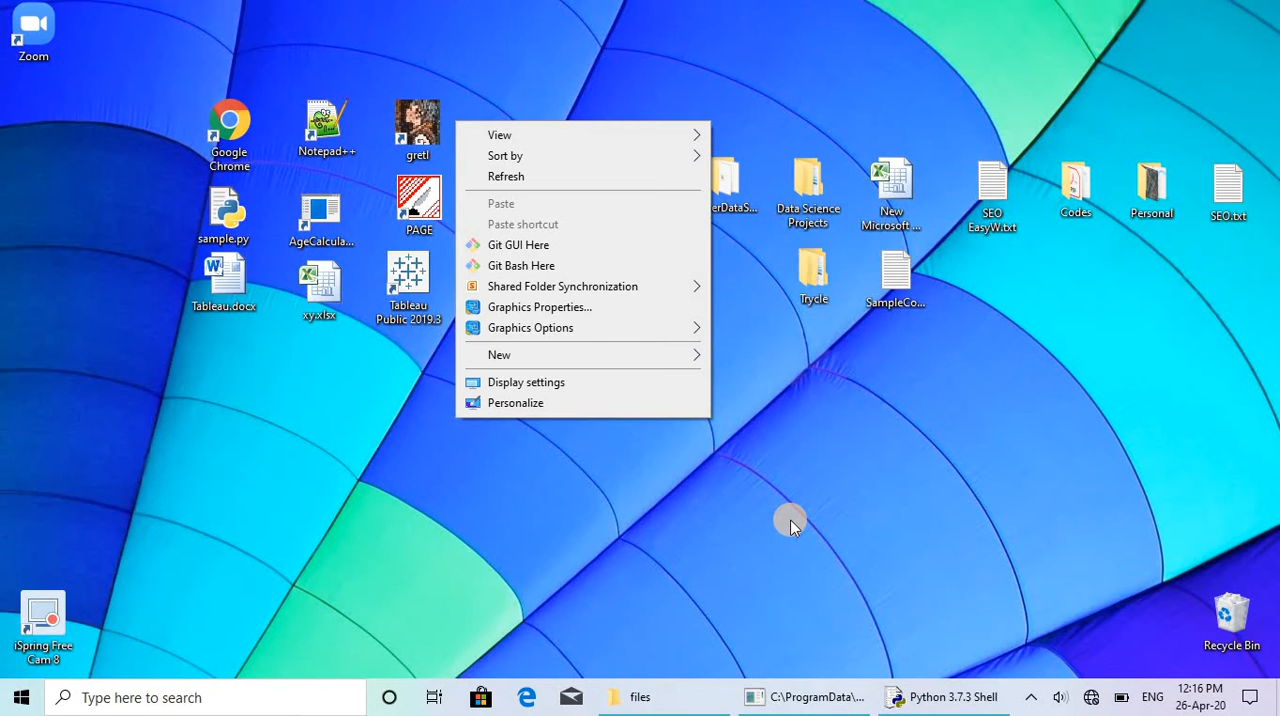 Zoom
Google
Chrome
Notepad++
gretl
sample.py
AgeCalcula...
PAGE
Tableau.docx
xy.xlsx
Tableau
Public 2019.3
View
Sort by
Refresh
Paste
Paste shortcut
Git GUI Here
Git Bash Here
Shared Folder Synchronization
Graphics Properties...
Graphics Options
New
Display settings
Personalize
erDataS...
Data Science
Projects
New
Microsoft ...
SEO
EasyW.txt
Codes
Personal
SEO.txt
Trycle
SampleCo...
iSpring Free
Cam 8
Recycle Bin
Type here to search
files
C:\ProgramData\...
Python 3.7.3 Shell
ENG
12:16 PM
26-Apr-20